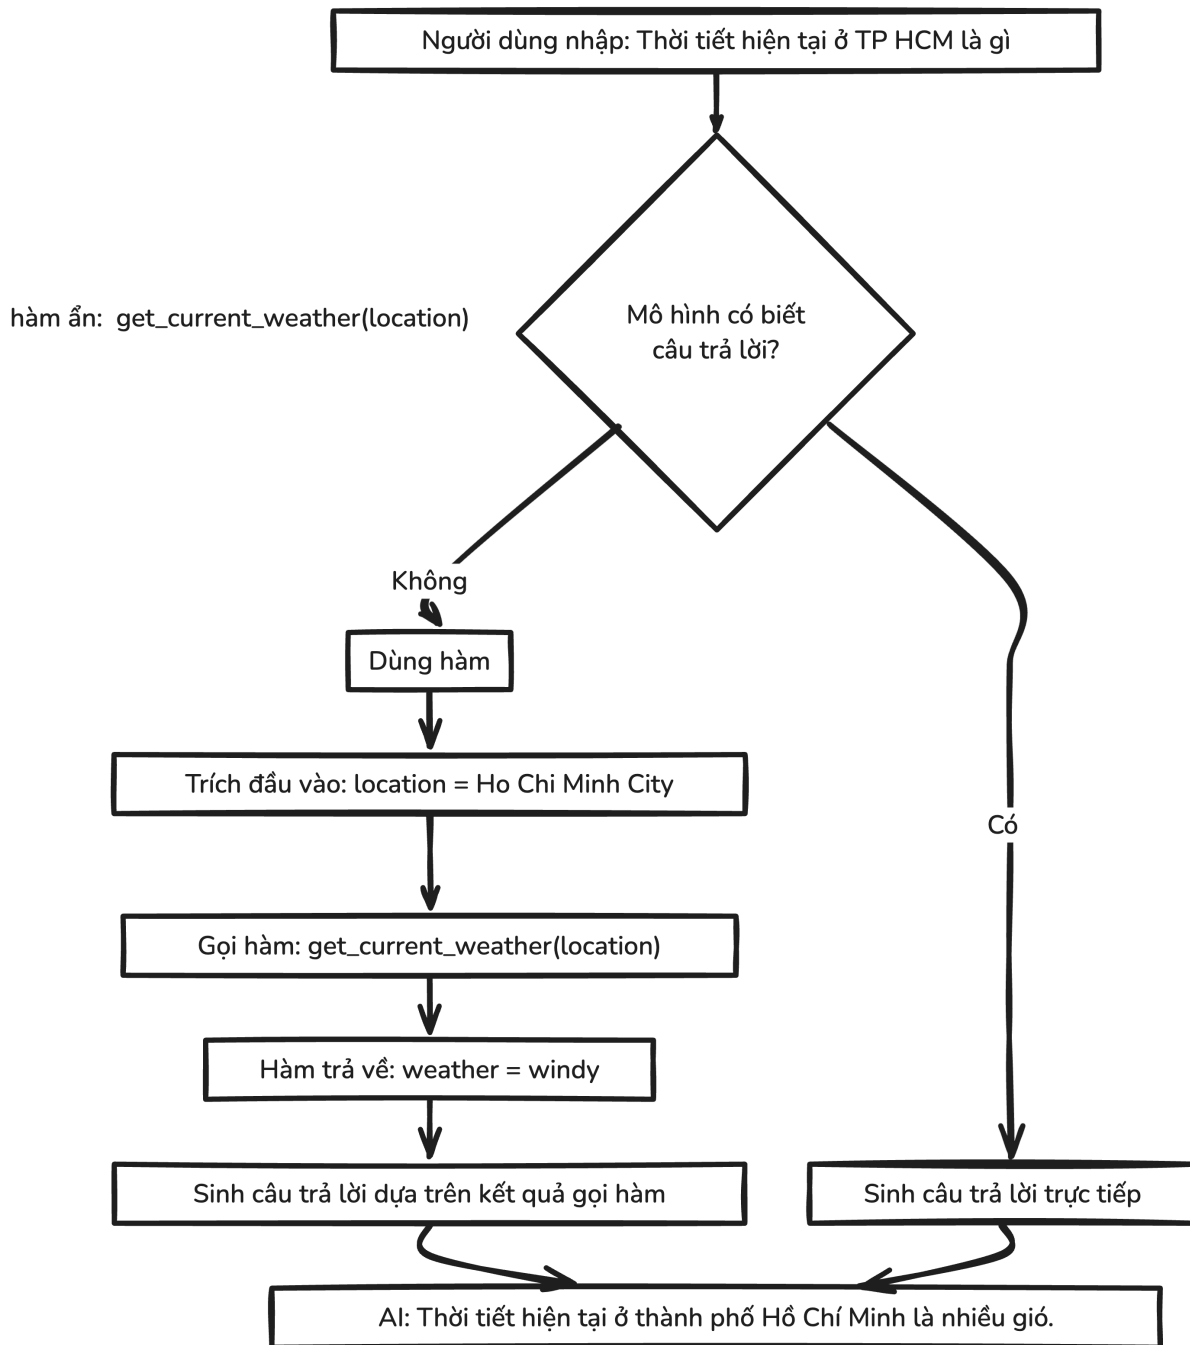 Người dùng nhập: Thời tiết hiện tại ở TP HCM là gì
hàm ẩn: get_current_weather(location)
Mô hình có biết
câu trả lời?
Không
Dùng hàm
Trích đầu vào: location = Ho Chi Minh City
Có
Gọi hàm: get_current_weather(location)
Hàm trả về: weather = windy
Sinh câu trả lời dựa trên kết quả gọi hàm
Sinh câu trả lời trực tiếp
AI: Thời tiết hiện tại ở thành phố Hồ Chí Minh là nhiều gió.